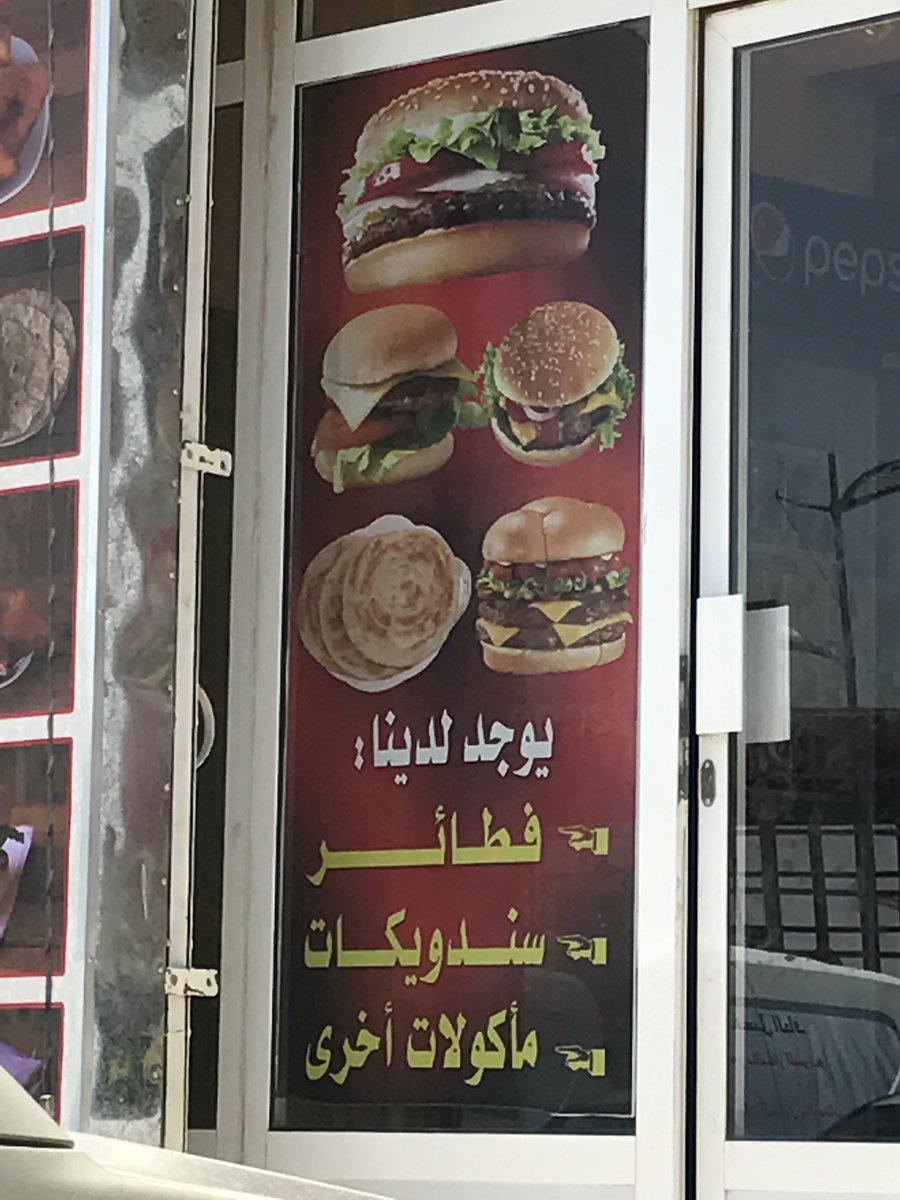 يوجد لدينا:
فطائر
سندويكات
مأكولات أخرى